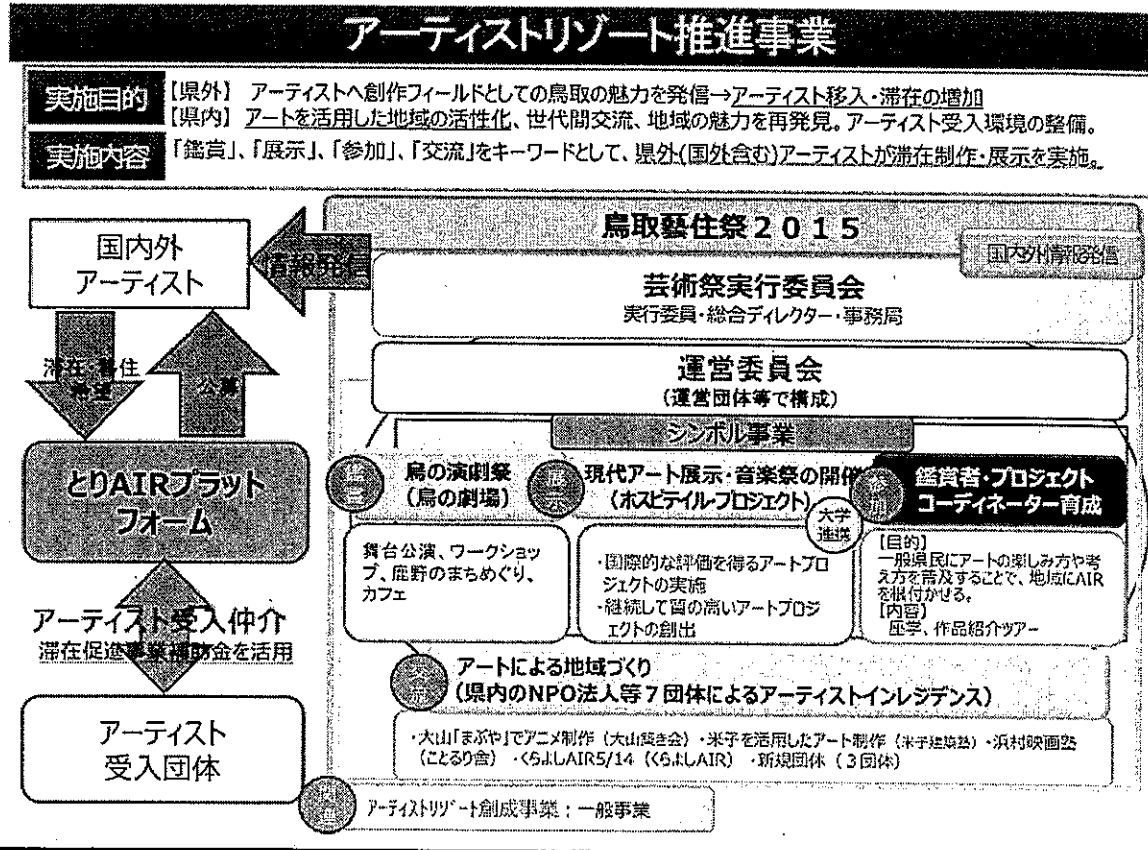 アーティストリゾート推進事業
実施目的
【県外】 アーティストへ創作フィールドとしての鳥取の魅力を発信→アーティスト移入・滞在の増加
【県内】 アートを活用した地域の活性化、世代間交流、地域の魅力を再発見。アーティスト受入環境の整備。
実施内容
「鑑賞」、「展示」、「参加」、「交流」をキーワードとして、県外(国外含む)アーティストが滞在制作・展示を実施。
国内外
アーティスト
情報発信
鳥取藝住祭2015
国内外情報発信
芸術祭実行委員会
実行委員・総合ディレクター・事務局
運営委員会
(運営団体等で構成)
シンボル事業
滞在・移住
希望
公募
とりAIRプラット
フォーム
鳥の演劇祭
(鳥の劇場)
舞台公演、ワークショッ
プ、鹿野のまちめぐり、
カフェ
現代アート展示・音楽祭の開催
(ホスピテイル・プロジェクト)
大学
連携
・国際的な評価を得るアートプロ
ジェクトの実施
・継続して質の高いアートプロジ
ェクトの創出
鑑賞者・プロジェクト
コーディネーター育成
【目的】
一般県民にアートの楽しみ方や考
え方を普及することで、地域にAIR
を根付かせる。
【内容】
座学、作品紹介ツアー
アーティスト受入仲介
滞在促進事業補助金を活用
アーティスト
受入団体
アートによる地域づくり
(県内のNPO法人等7団体によるアーティストインレジデンス)
・大山「まぶや」でアニメ制作(大山築き会)・米子を活用したアート制作(米子建築塾)・浜村映画塾
(ことるり舎)・くらよしAIR5/14(くらよしAIR)・新規団体(3団体)
アーティストリゾート創成事業:一般事業